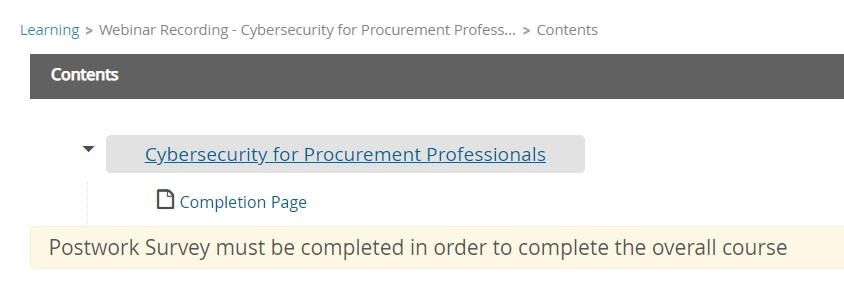 Learning > Webinar Recording - Cybersecurity for Procurement Profess... > Contents
Contents
Cybersecurity for Procurement Professionals
Completion Page
Postwork Survey must be completed in order to complete the overall course